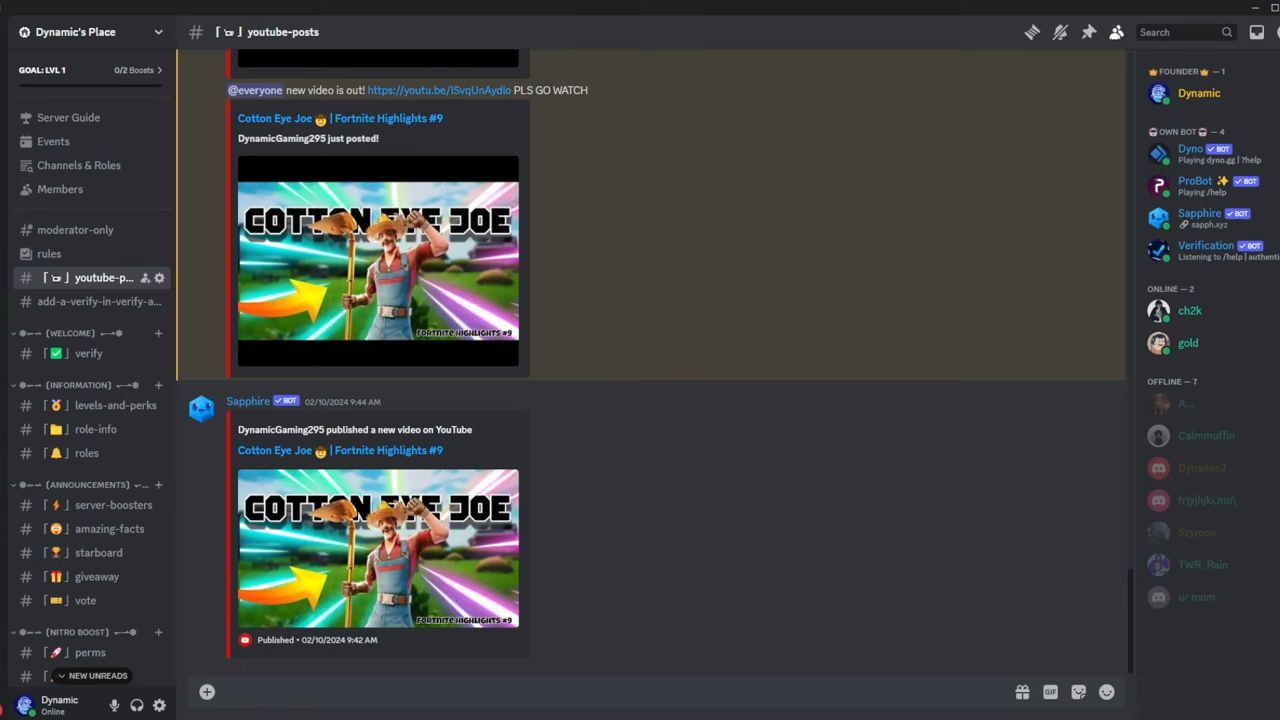 Dynamic's Place
GOAL: LVL 1
0/2 Boosts
Server Guide
Events
Channels & Roles
Members
moderator-only
rules
youtube-p...
add-a-verify-in-verify-a...
(WELCOME)
verify
(INFORMATION)
levels-and-perks
role-info
roles
(ANNOUNCEMENTS)
server-boosters
amazing-facts
starboard
giveaway
vote
(NITRO BOOST)
perms
NEW UNREADS
Dynamic
Online
youtube-posts
Search
@everyone new video is out! https://youtu.be/lSvqUnAydlo PLS GO WATCH
Cotton Eye Joe 🤠 | Fortnite Highlights #9
DynamicGaming295 just posted!
COTTON EYE JOE
FORTNITE HIGHLIGHTS #9
Sapphire BOT 02/10/2024 9:44 AM
DynamicGaming295 published a new video on YouTube
Cotton Eye Joe 🤠 | Fortnite Highlights #9
COTTON EYE JOE
FORTNITE HIGHLIGHTS #9
Published • 02/10/2024 9:42 AM
GIF
FOUNDER — 1
Dynamic
OWN BOT — 4
Dyno BOT
Playing dyno.gg | ?help
ProBot ✨ BOT
Playing /help
Sapphire BOT
sapph.xyz
Verification BOT
Listening to /help | authenti
ONLINE — 2
ch2k
gold
OFFLINE — 7
A...
Calmmuffin
Dynamic2
frjyjhjki,mu\
Szymon
TWR_Rain
ur mom